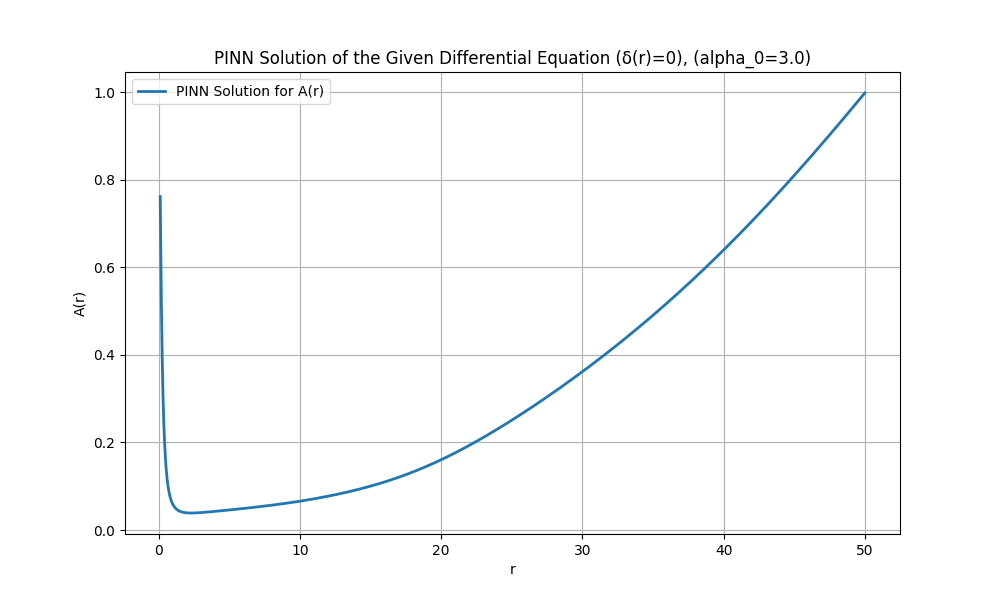 PINN Solution of the Given Differential Equation (δ(r)=0), (alpha_0=3.0)
PINN Solution for A(r)
1.0
0.8
0.6
0.4
0.2
0.0
A(r)
0 10 20 30 40 50
r